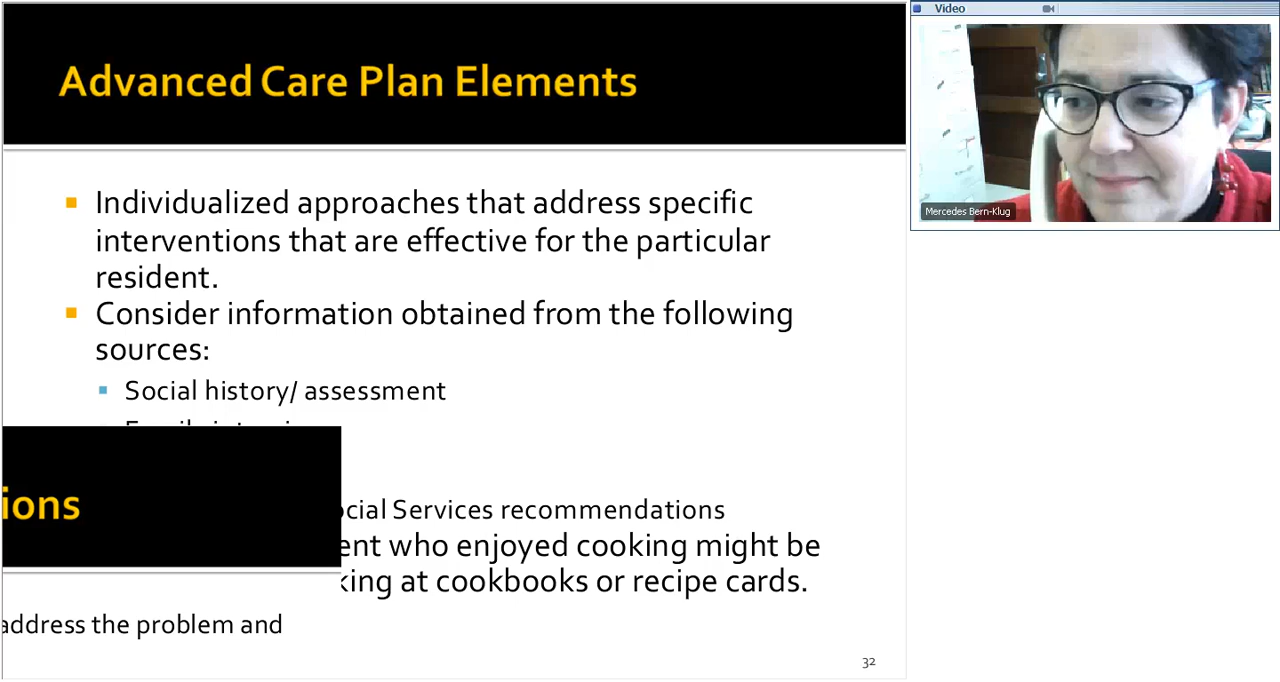 Advanced Care Plan Elements
Individualized approaches that address specific
interventions that are effective for the particular
resident.
Consider information obtained from the following
sources:
Social history/ assessment
ocial Services recommendations
ent who enjoyed cooking might be
king at cookbooks or recipe cards.
ions
address the problem and
32
Video
Mercedes Bern-Klug